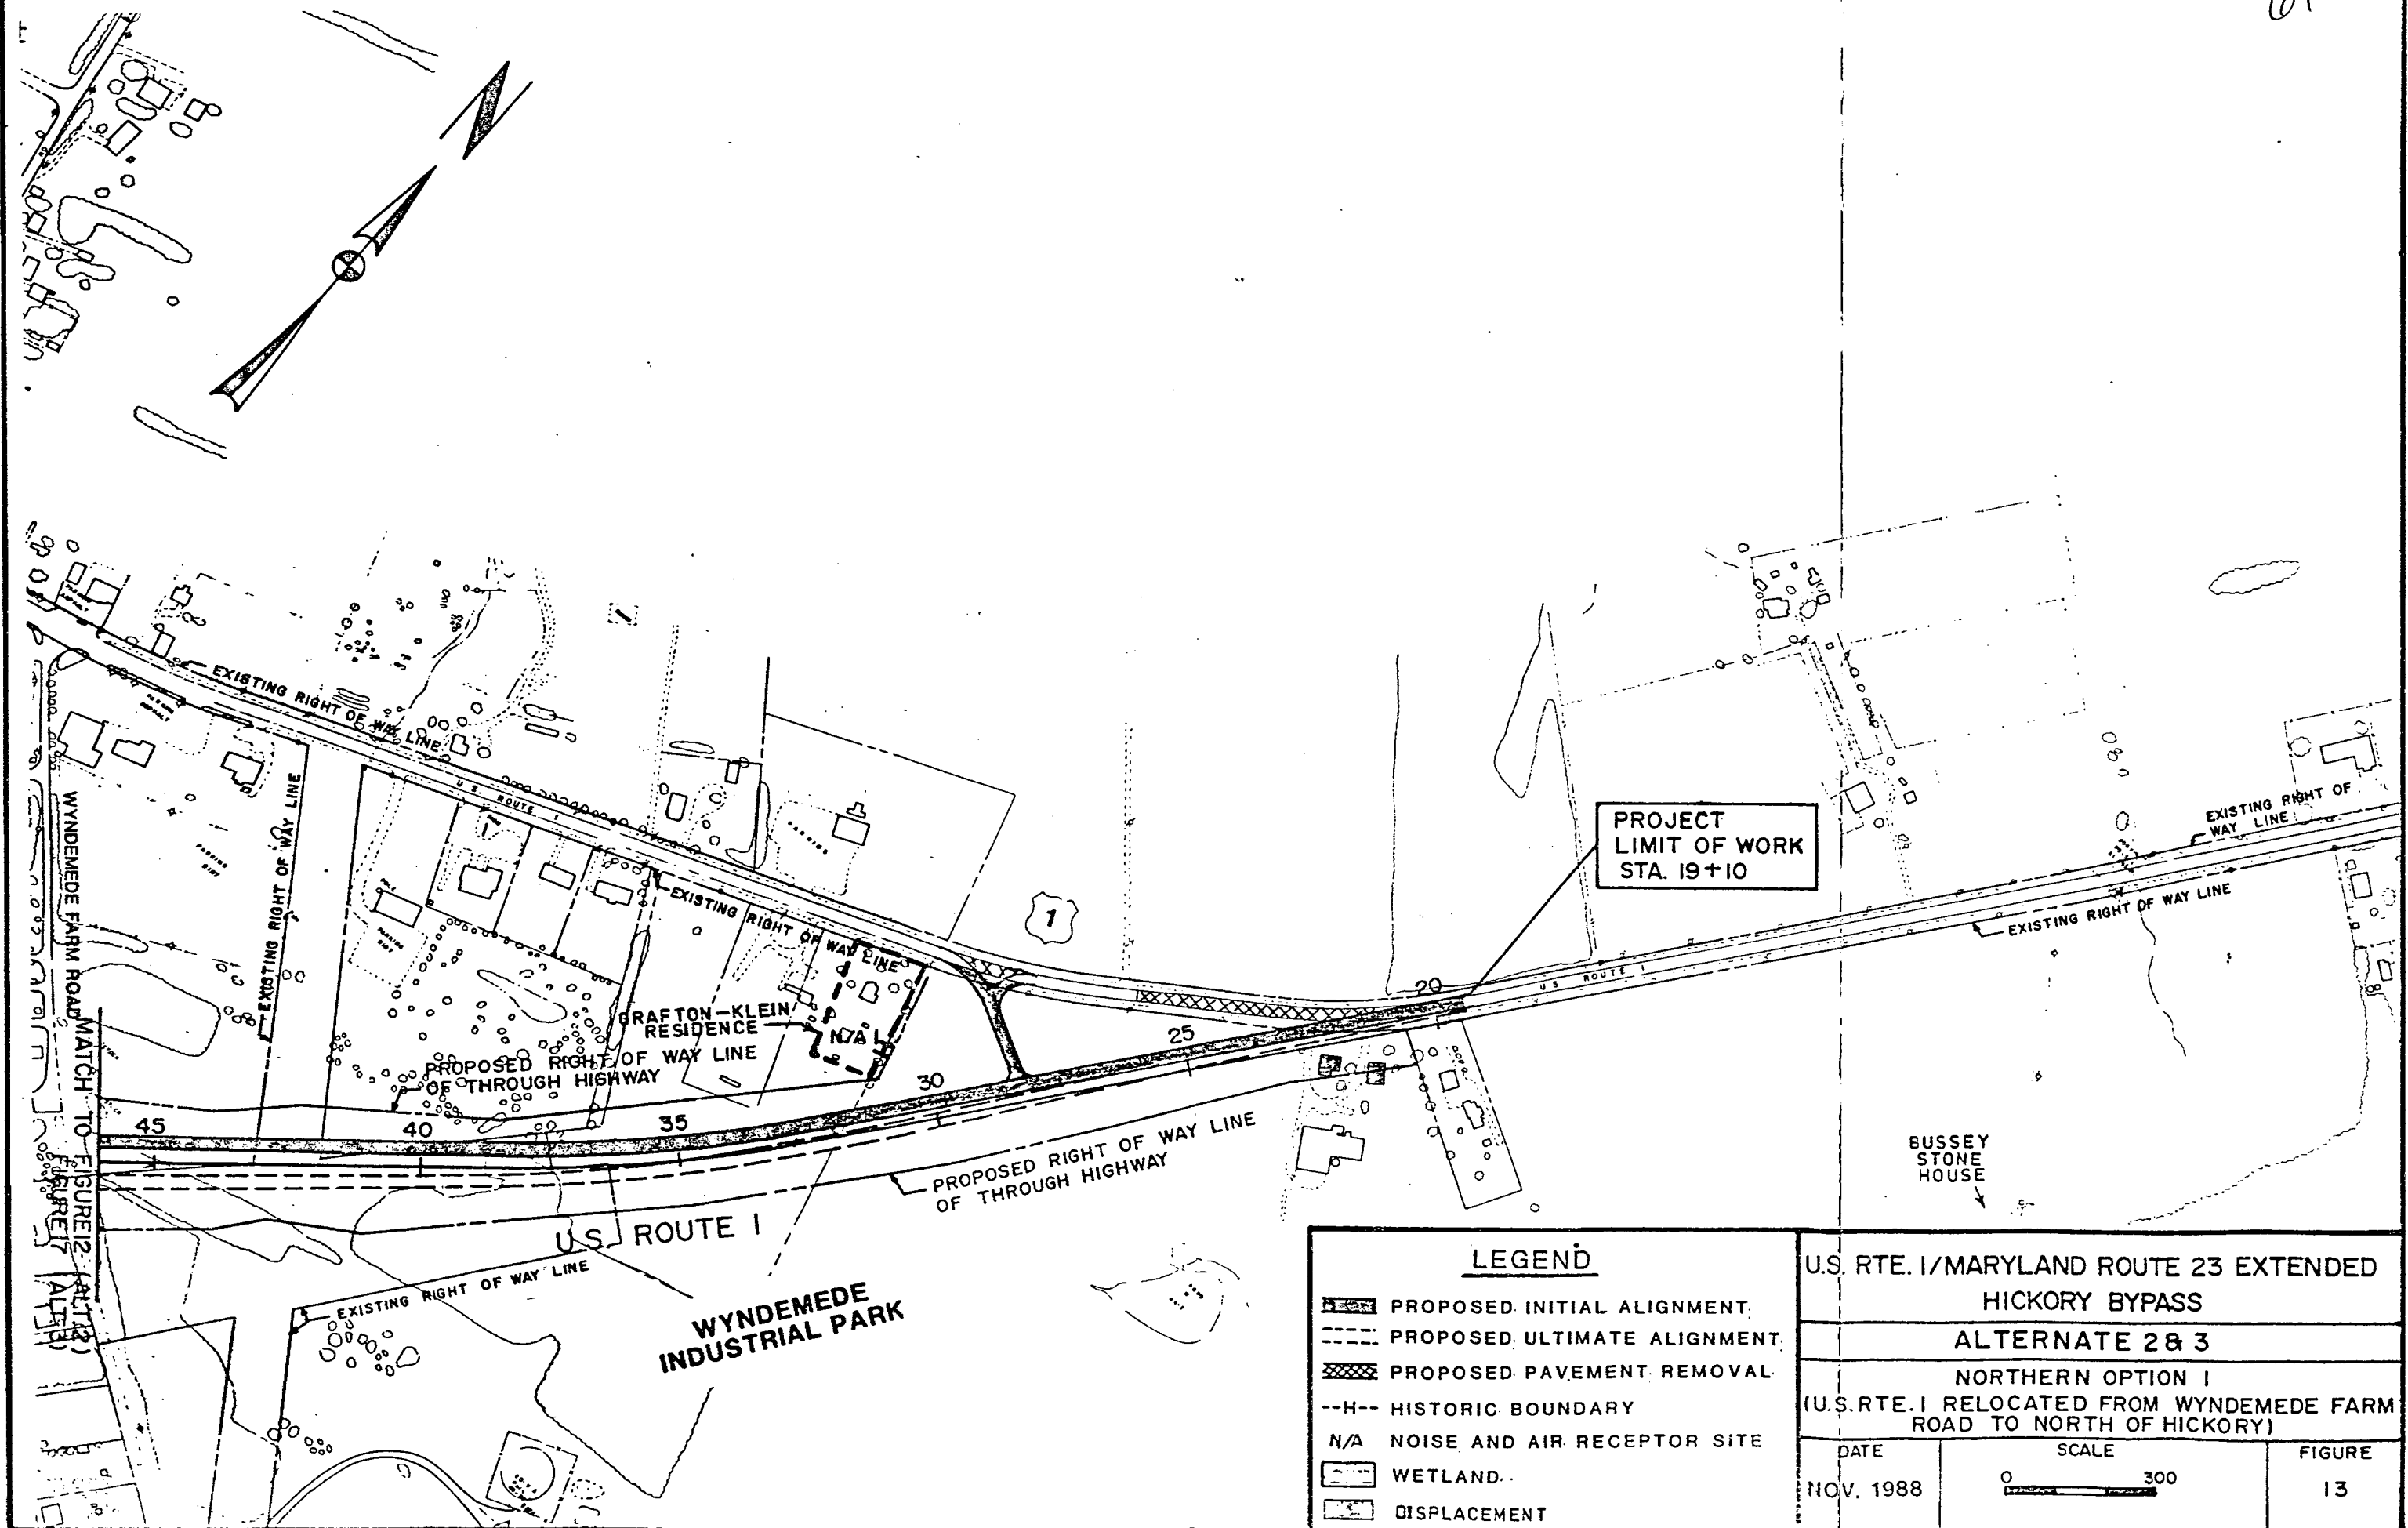 EXISTING RIGHT OF WAY LINE
U.S. ROUTE 1
EXISTING RIGHT OF WAY LINE
WYNDEMEDE FARM ROAD
EXISTING RIGHT OF WAY LINE
PARKING
1
PROJECT
LIMIT OF WORK
STA. 19+10
EXISTING RIGHT OF
WAY LINE
EXISTING RIGHT OF WAY LINE
U.S. ROUTE 1
GRAFTON-KLEIN
RESIDENCE
N/A
PROPOSED RIGHT OF WAY LINE
OF THROUGH HIGHWAY
45
40
35
30
25
20
MATCH TO FIGURE 12 (ALT. 2)
FIGURE 17 (ALT. 3)
PROPOSED RIGHT OF WAY LINE
OF THROUGH HIGHWAY
U.S. ROUTE 1
EXISTING RIGHT OF WAY LINE
WYNDEMEDE
INDUSTRIAL PARK
BUSSEY
STONE
HOUSE
LEGEND
PROPOSED INITIAL ALIGNMENT
PROPOSED ULTIMATE ALIGNMENT
PROPOSED PAVEMENT REMOVAL
--H-- HISTORIC BOUNDARY
N/A NOISE AND AIR RECEPTOR SITE
WETLAND
DISPLACEMENT
U.S. RTE. 1/MARYLAND ROUTE 23 EXTENDED
HICKORY BYPASS
ALTERNATE 2 & 3
NORTHERN OPTION 1
(U.S. RTE. 1 RELOCATED FROM WYNDEMEDE FARM
ROAD TO NORTH OF HICKORY)
DATE
NOV. 1988
SCALE
0 300
FIGURE
13